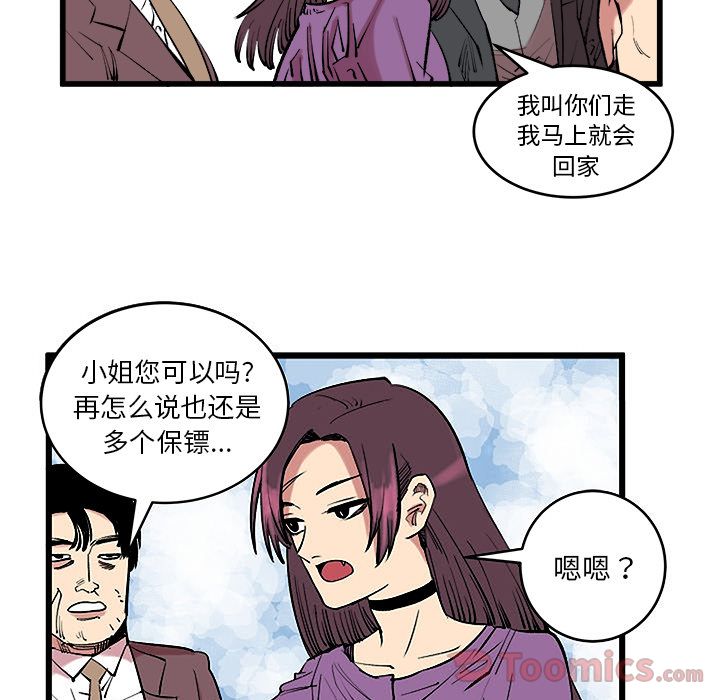 我叫你们走
我马上就会
回家
小姐您可以吗?
再怎么说也还是
多个保镖...
嗯嗯？
Toomics.com